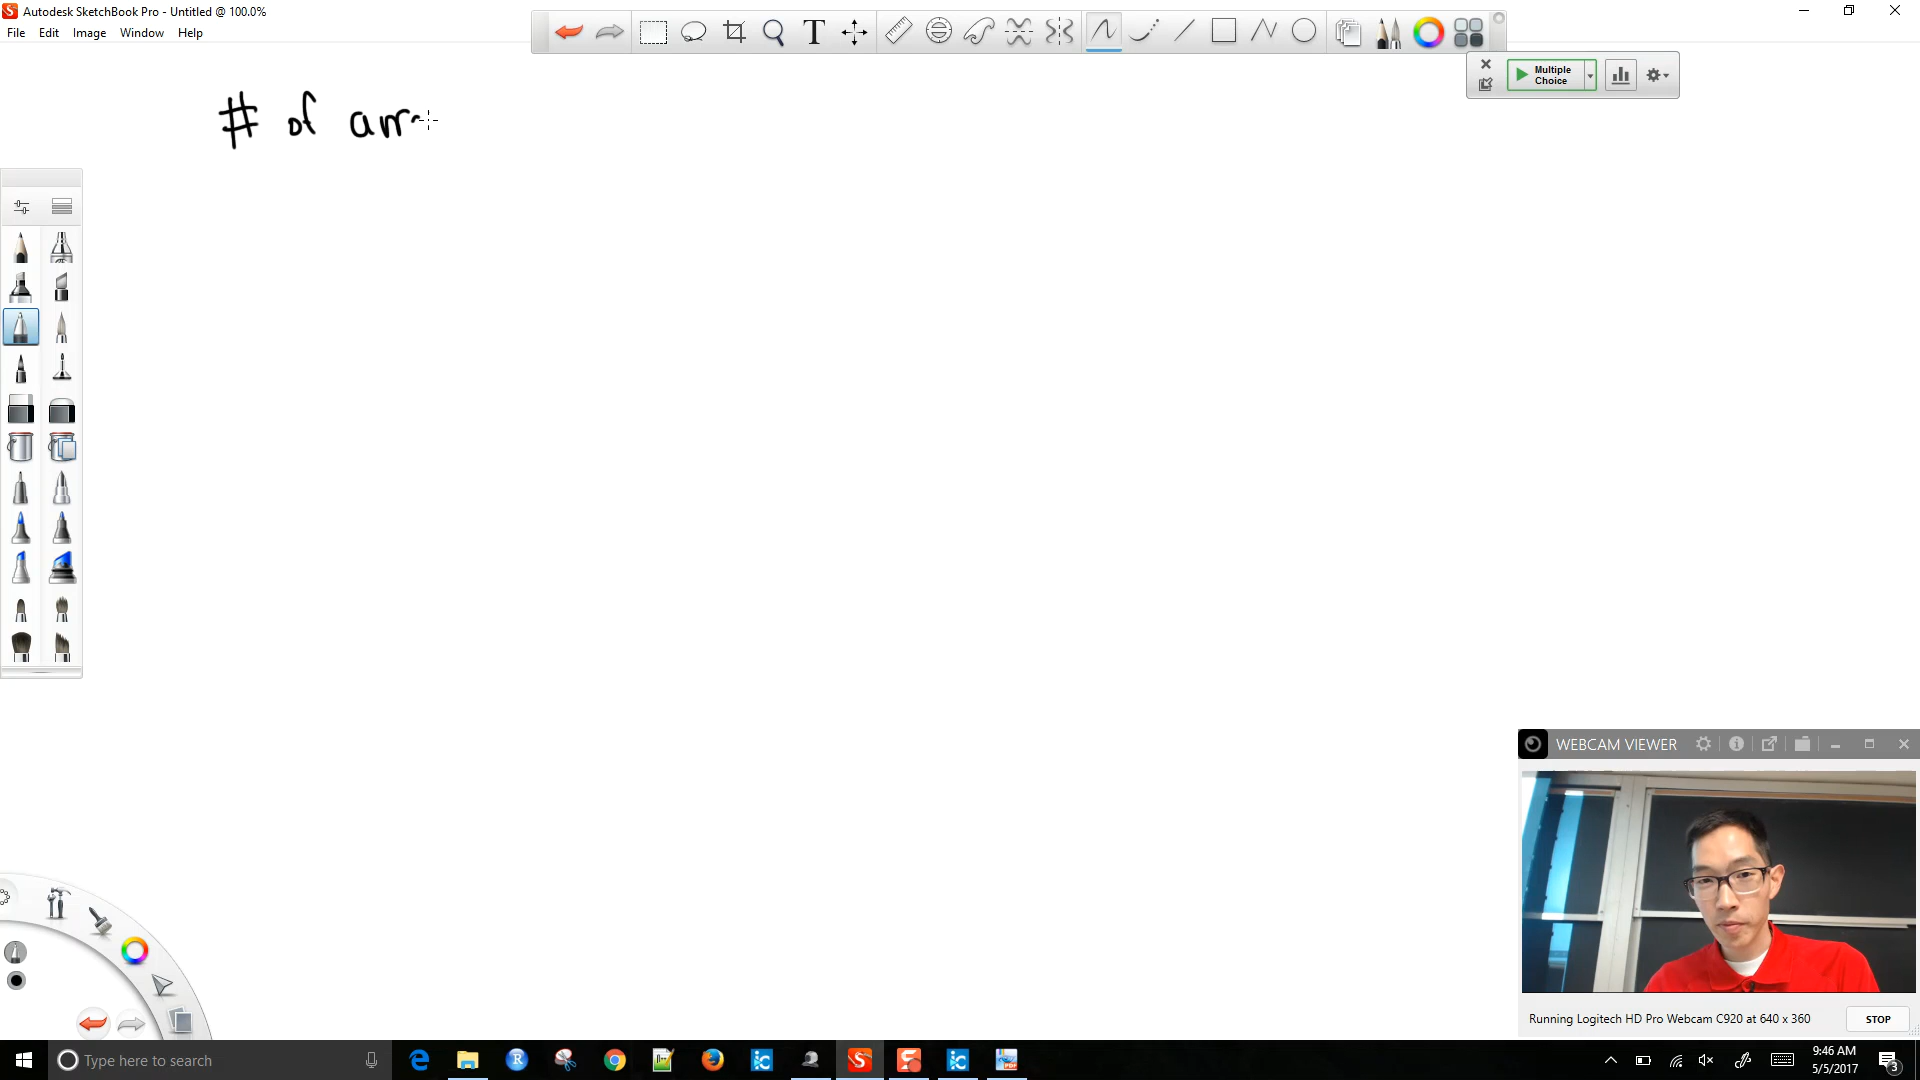 Autodesk SketchBook Pro - Untitled @ 100.0%
File Edit Image Window Help
T
Multiple
Choice
# of arr
WEBCAM VIEWER
Running Logitech HD Pro Webcam C920 at 640 x 360
STOP
Type here to search
9:46 AM
5/5/2017
3